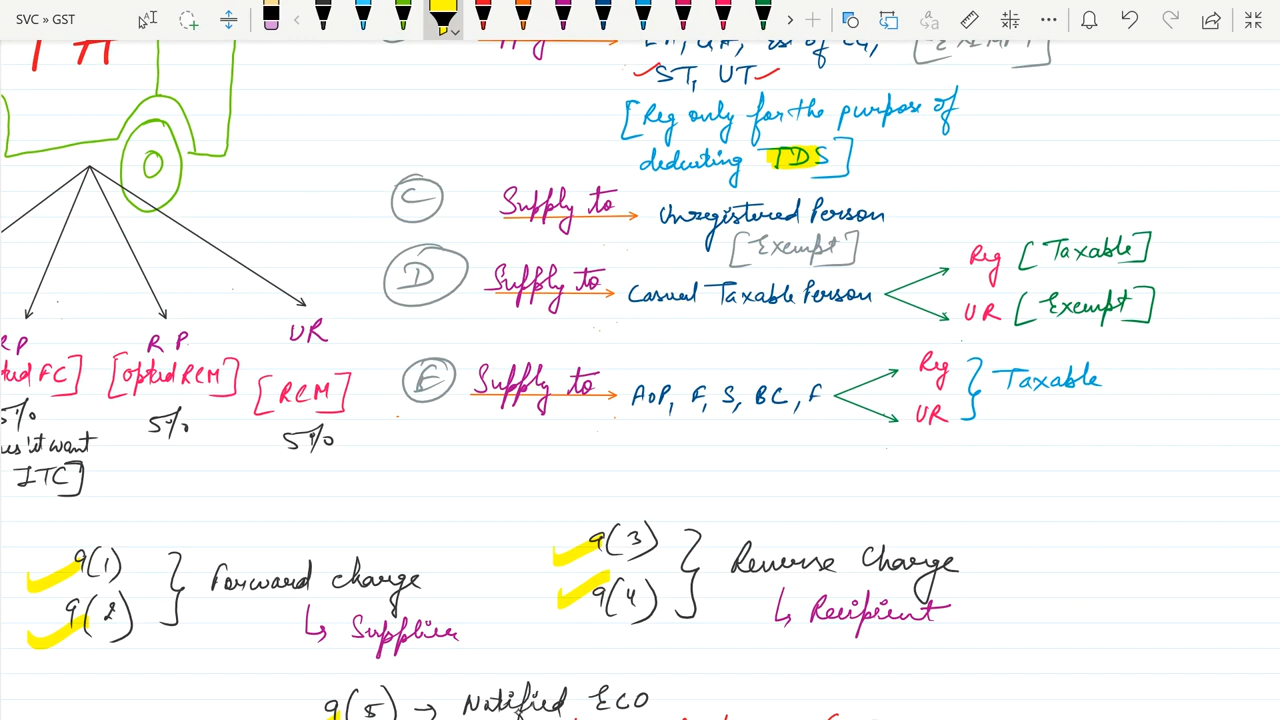 SVC » GST
ST, UT
[Reg only for the purpose of
deducting TDS]
C Supply to Unregistered Person
[Exempt]
D Supply to Casual Taxable Person
Reg [Taxable]
UR [Exempt]
E Supply to AOP, F, S, BC, F
Reg
UR
Taxable
RP
[opted RCM]
5%
UR
[RCM]
5%
FC]
5%
want
ITC]
9(1)
9(2)
Forward charge
↳ Supplier
9(3)
9(4)
Reverse Charge
↳ Recipient
9(5) → Notified ECO